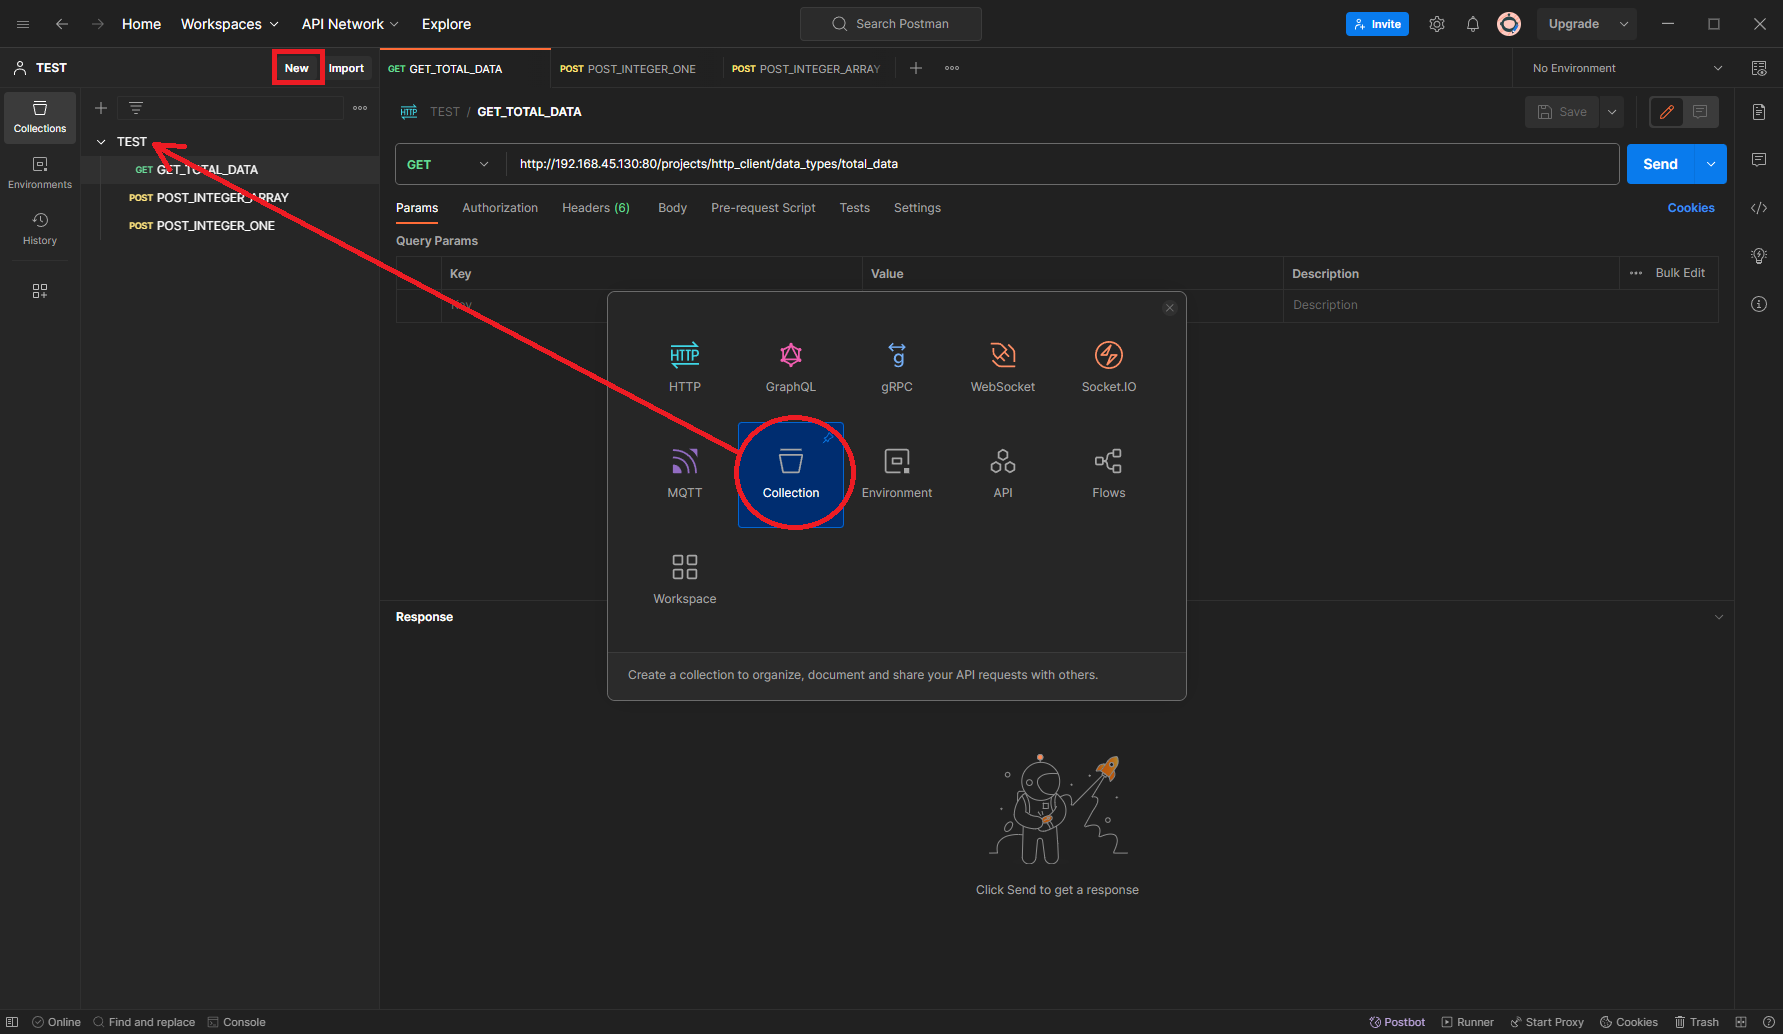 Home Workspaces API Network Explore Search Postman Invite Upgrade
TEST New Import GET GET_TOTAL_DATA POST POST_INTEGER_ONE POST POST_INTEGER_ARRAY No Environment
Collections
Environments
History
TEST
GET GET_TOTAL_DATA
POST POST_INTEGER_ARRAY
POST POST_INTEGER_ONE
HTTP TEST / GET_TOTAL_DATA Save
GET http://192.168.45.130:80/projects/http_client/data_types/total_data Send
Params Authorization Headers (6) Body Pre-request Script Tests Settings Cookies
Query Params
Key Value Description Bulk Edit
Key Description
HTTP
HTTP GraphQL gRPC WebSocket Socket.IO
MQTT Collection Environment API Flows
Workspace
Create a collection to organize, document and share your API requests with others.
Response
Click Send to get a response
Online Find and replace Console Postbot Runner Start Proxy Cookies Trash